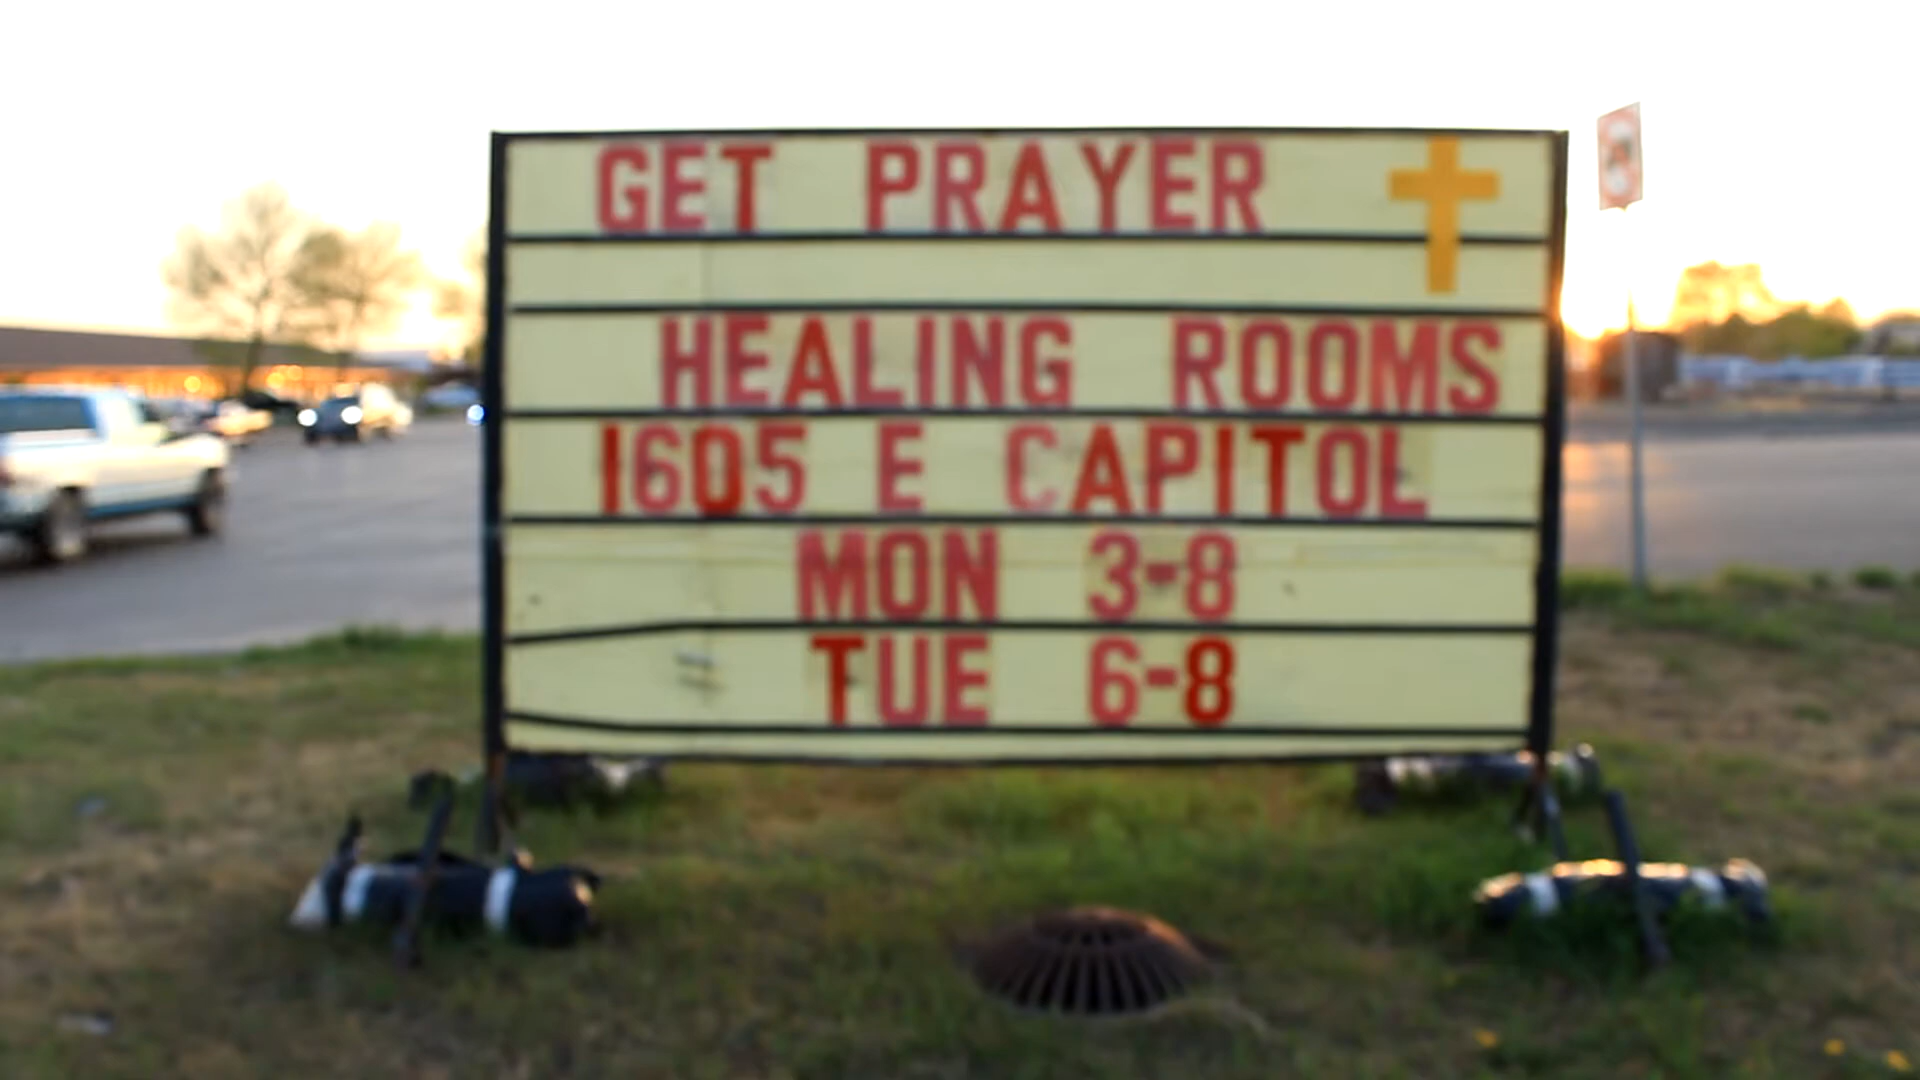 GET PRAYER
HEALING ROOMS
1605 E CAPITOL
MON 3-8
TUE 6-8